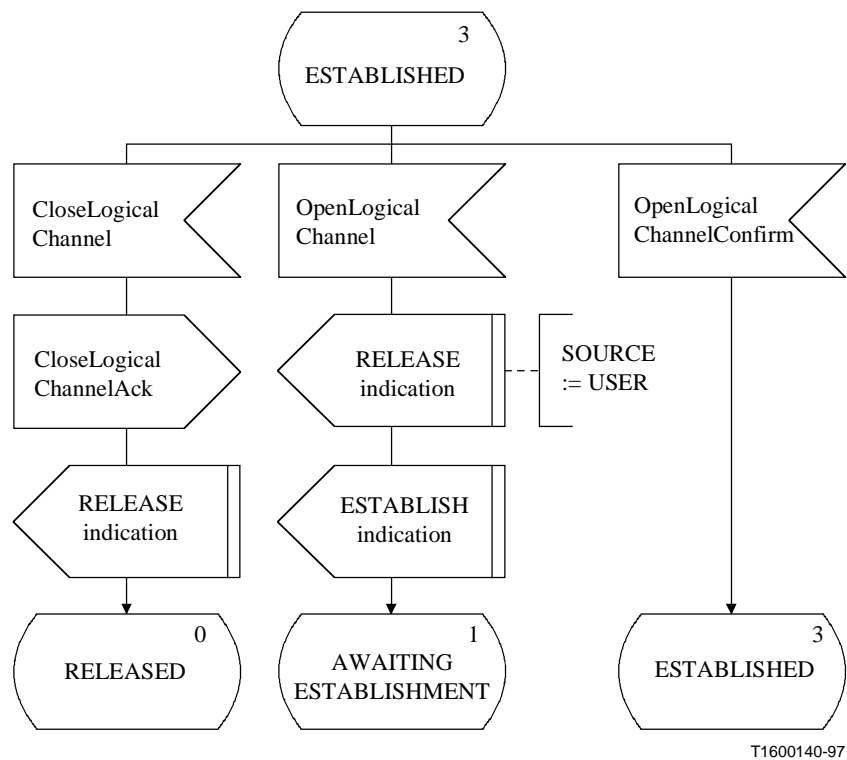 3
ESTABLISHED
CloseLogical
Channel
OpenLogical
Channel
OpenLogical
ChannelConfirm
CloseLogical
ChannelAck
RELEASE
indication
SOURCE
:= USER
RELEASE
indication
ESTABLISH
indication
0
RELEASED
1
AWAITING
ESTABLISHMENT
3
ESTABLISHED
T1600140-97